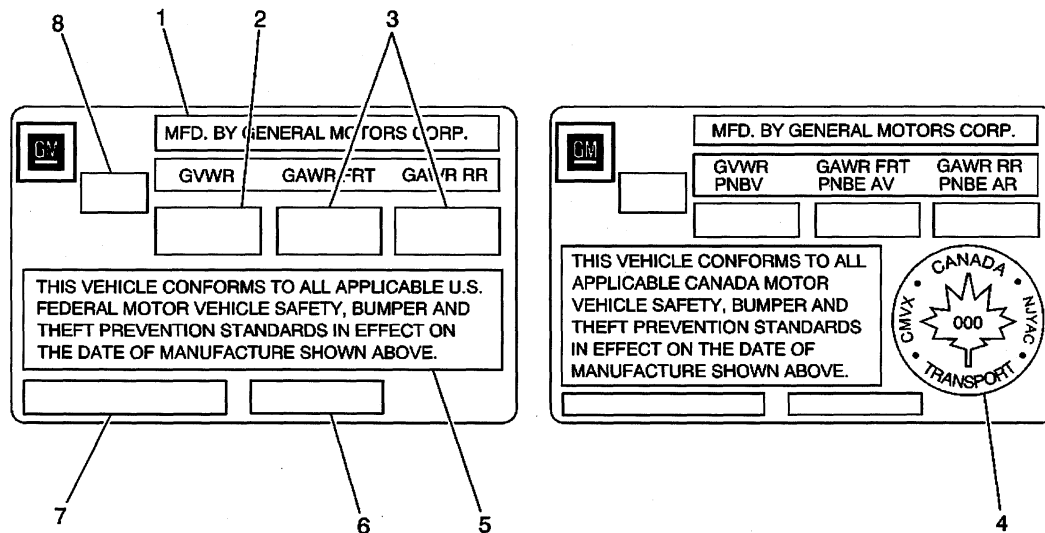 8 1 2 3
GM
MFD. BY GENERAL MOTORS CORP.
GVWR GAWR FRT GAWR RR
THIS VEHICLE CONFORMS TO ALL APPLICABLE U.S.
FEDERAL MOTOR VEHICLE SAFETY, BUMPER AND
THEFT PREVENTION STANDARDS IN EFFECT ON
THE DATE OF MANUFACTURE SHOWN ABOVE.
7 6 5
GM
MFD. BY GENERAL MOTORS CORP.
GVWR GAWR FRT GAWR RR
PNBV PNBE AV PNBE AR
THIS VEHICLE CONFORMS TO ALL
APPLICABLE CANADA MOTOR
VEHICLE SAFETY, BUMPER AND
THEFT PREVENTION STANDARDS
IN EFFECT ON THE DATE OF
MANUFACTURE SHOWN ABOVE.
CANADA
CMVX 000 NJYAC
TRANSPORT
4